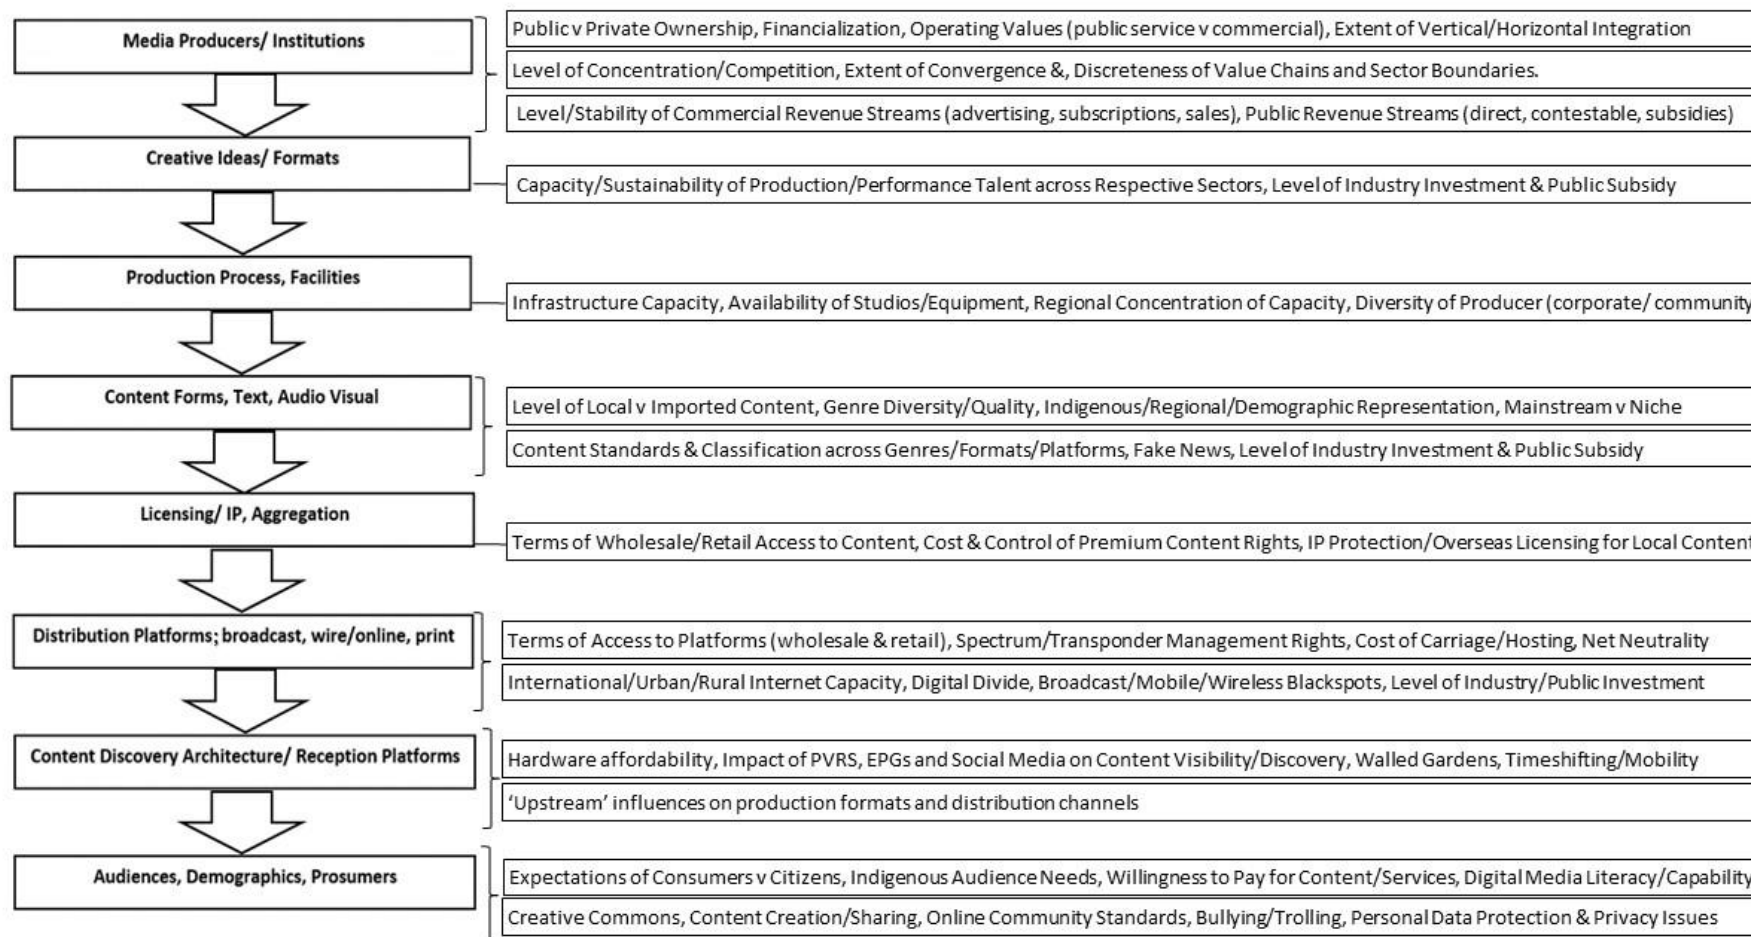 Media Producers/ Institutions
Public v Private Ownership, Financialization, Operating Values (public service v commercial), Extent of Vertical/Horizontal Integration
Level of Concentration/Competition, Extent of Convergence &, Discreteness of Value Chains and Sector Boundaries.
Level/Stability of Commercial Revenue Streams (advertising, subscriptions, sales), Public Revenue Streams (direct, contestable, subsidies)
Creative Ideas/ Formats
Capacity/Sustainability of Production/Performance Talent across Respective Sectors, Level of Industry Investment & Public Subsidy
Production Process, Facilities
Infrastructure Capacity, Availability of Studios/Equipment, Regional Concentration of Capacity, Diversity of Producer (corporate/ community
Content Forms, Text, Audio Visual
Level of Local v Imported Content, Genre Diversity/Quality, Indigenous/Regional/Demographic Representation, Mainstream v Niche
Content Standards & Classification across Genres/Formats/Platforms, Fake News, Level of Industry Investment & Public Subsidy
Licensing/ IP, Aggregation
Terms of Wholesale/Retail Access to Content, Cost & Control of Premium Content Rights, IP Protection/Overseas Licensing for Local Content
Distribution Platforms; broadcast, wire/online, print
Terms of Access to Platforms (wholesale & retail), Spectrum/Transponder Management Rights, Cost of Carriage/Hosting, Net Neutrality
International/Urban/Rural Internet Capacity, Digital Divide, Broadcast/Mobile/Wireless Blackspots, Level of Industry/Public Investment
Content Discovery Architecture/ Reception Platforms
Hardware affordability, Impact of PVRS, EPGs and Social Media on Content Visibility/Discovery, Walled Gardens, Timeshifting/Mobility
‘Upstream’ influences on production formats and distribution channels
Audiences, Demographics, Prosumers
Expectations of Consumers v Citizens, Indigenous Audience Needs, Willingness to Pay for Content/Services, Digital Media Literacy/Capability
Creative Commons, Content Creation/Sharing, Online Community Standards, Bullying/Trolling, Personal Data Protection & Privacy Issues